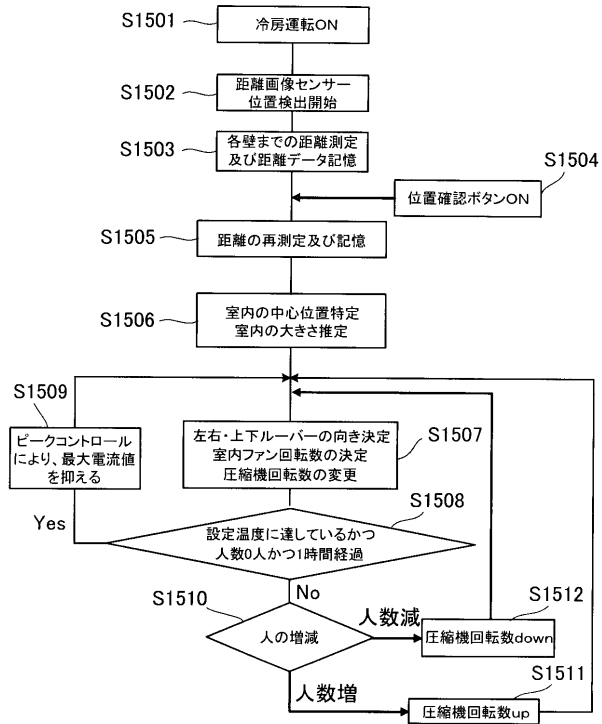 S1501
冷房運転ON
S1502
距離画像センサー
位置検出開始
S1503
各壁までの距離測定
及び距離データ記憶
S1504
位置確認ボタンON
S1505
距離の再測定及び記憶
S1506
室内の中心位置特定
室内の大きさ推定
S1509
ピークコントロール
により、最大電流値
を抑える
S1507
左右・上下ルーバーの向き決定
室内ファン回転数の決定
圧縮機回転数の変更
Yes
S1508
設定温度に達しているかつ
人数0人かつ1時間経過
No
S1510
人の増減
人数減
S1512
圧縮機回転数down
人数増
S1511
圧縮機回転数up